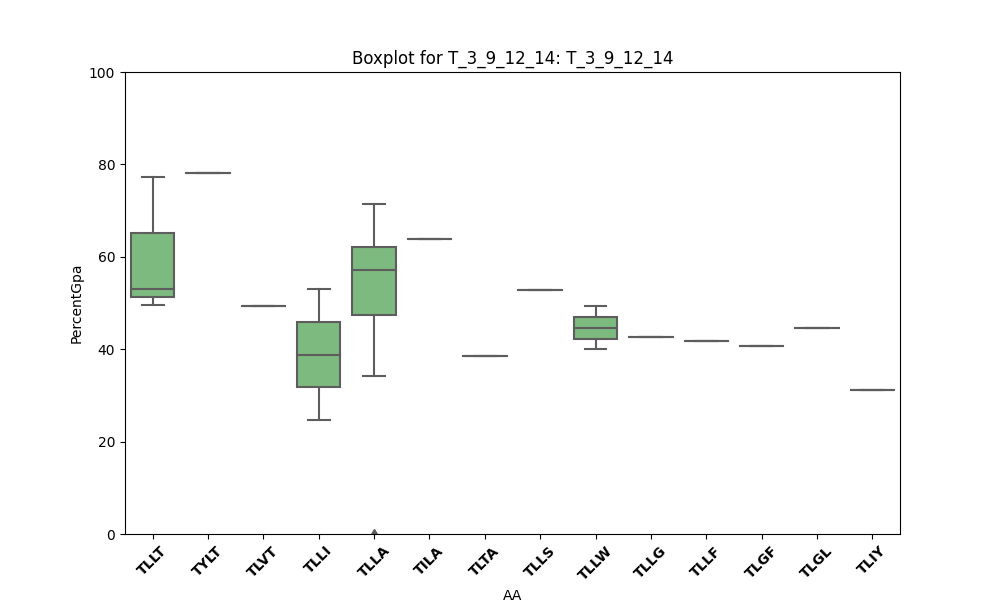 Boxplot for T_3_9_12_14: T_3_9_12_14
100
80
60
40
20
0
PercentGpa
TLLT TYLT TLVT TLLI TLLA TILA TLTA TLLS TLLW TLLG TLLF TLGF TLGL TLIY
AA